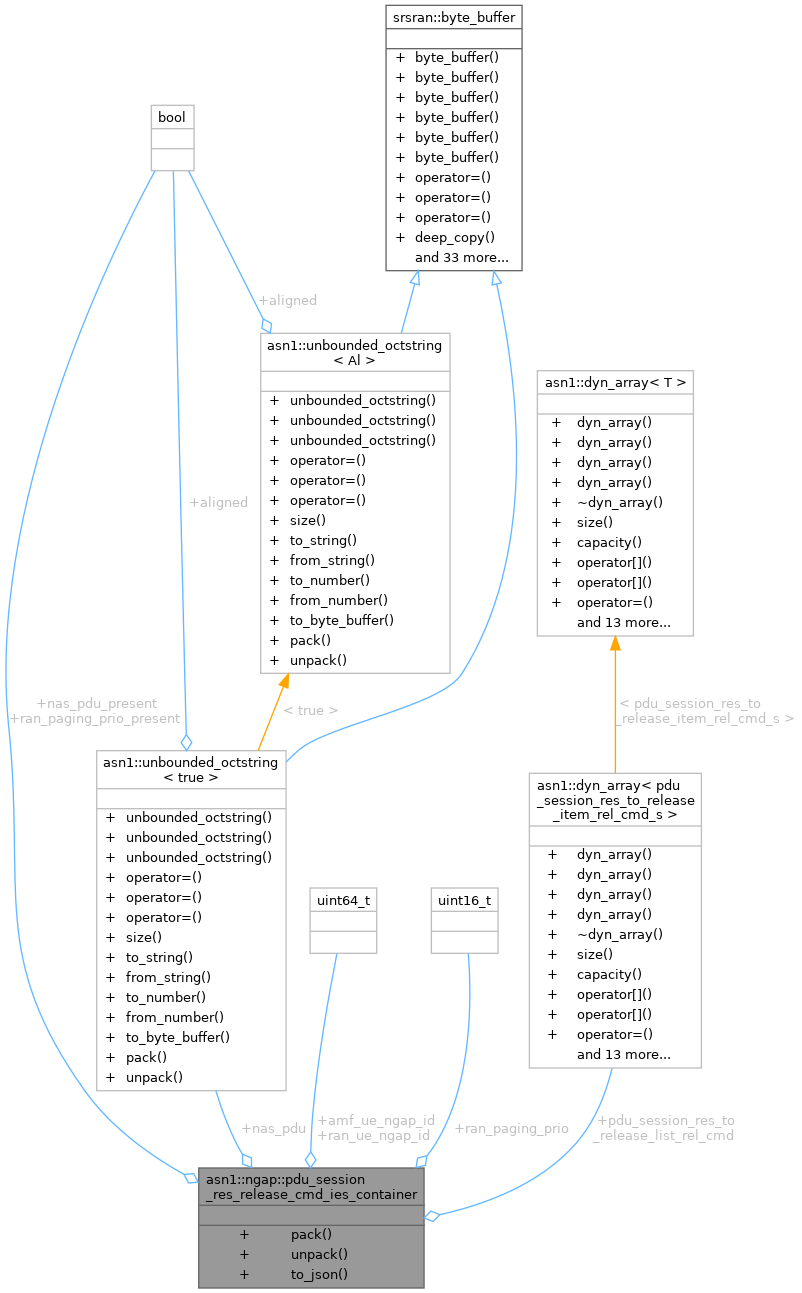 srsran::byte_buffer
+ byte_buffer()
+ byte_buffer()
+ byte_buffer()
+ byte_buffer()
+ byte_buffer()
+ byte_buffer()
+ operator=()
+ operator=()
+ operator=()
+ deep_copy()
and 33 more...
bool
+aligned
asn1::unbounded_octstring
< Al >
+ unbounded_octstring()
+ unbounded_octstring()
+ unbounded_octstring()
+ operator=()
+ operator=()
+ operator=()
+ size()
+ to_string()
+ from_string()
+ to_number()
+ from_number()
+ to_byte_buffer()
+ pack()
+ unpack()
asn1::dyn_array< T >
+ dyn_array()
+ dyn_array()
+ dyn_array()
+ dyn_array()
+ ~dyn_array()
+ size()
+ capacity()
+ operator[]()
+ operator[]()
+ operator=()
and 13 more...
+aligned
+nas_pdu_present
+ran_paging_prio_present
< true >
< pdu_session_res_to
_release_item_rel_cmd_s >
asn1::unbounded_octstring
< true >
+ unbounded_octstring()
+ unbounded_octstring()
+ unbounded_octstring()
+ operator=()
+ operator=()
+ operator=()
+ size()
+ to_string()
+ from_string()
+ to_number()
+ from_number()
+ to_byte_buffer()
+ pack()
+ unpack()
uint64_t
uint16_t
asn1::dyn_array< pdu
_session_res_to_release
_item_rel_cmd_s >
+ dyn_array()
+ dyn_array()
+ dyn_array()
+ dyn_array()
+ ~dyn_array()
+ size()
+ capacity()
+ operator[]()
+ operator[]()
+ operator=()
and 13 more...
+nas_pdu
+amf_ue_ngap_id
+ran_ue_ngap_id
+ran_paging_prio
+pdu_session_res_to
_release_list_rel_cmd
asn1::ngap::pdu_session
_res_release_cmd_ies_container
+ pack()
+ unpack()
+ to_json()